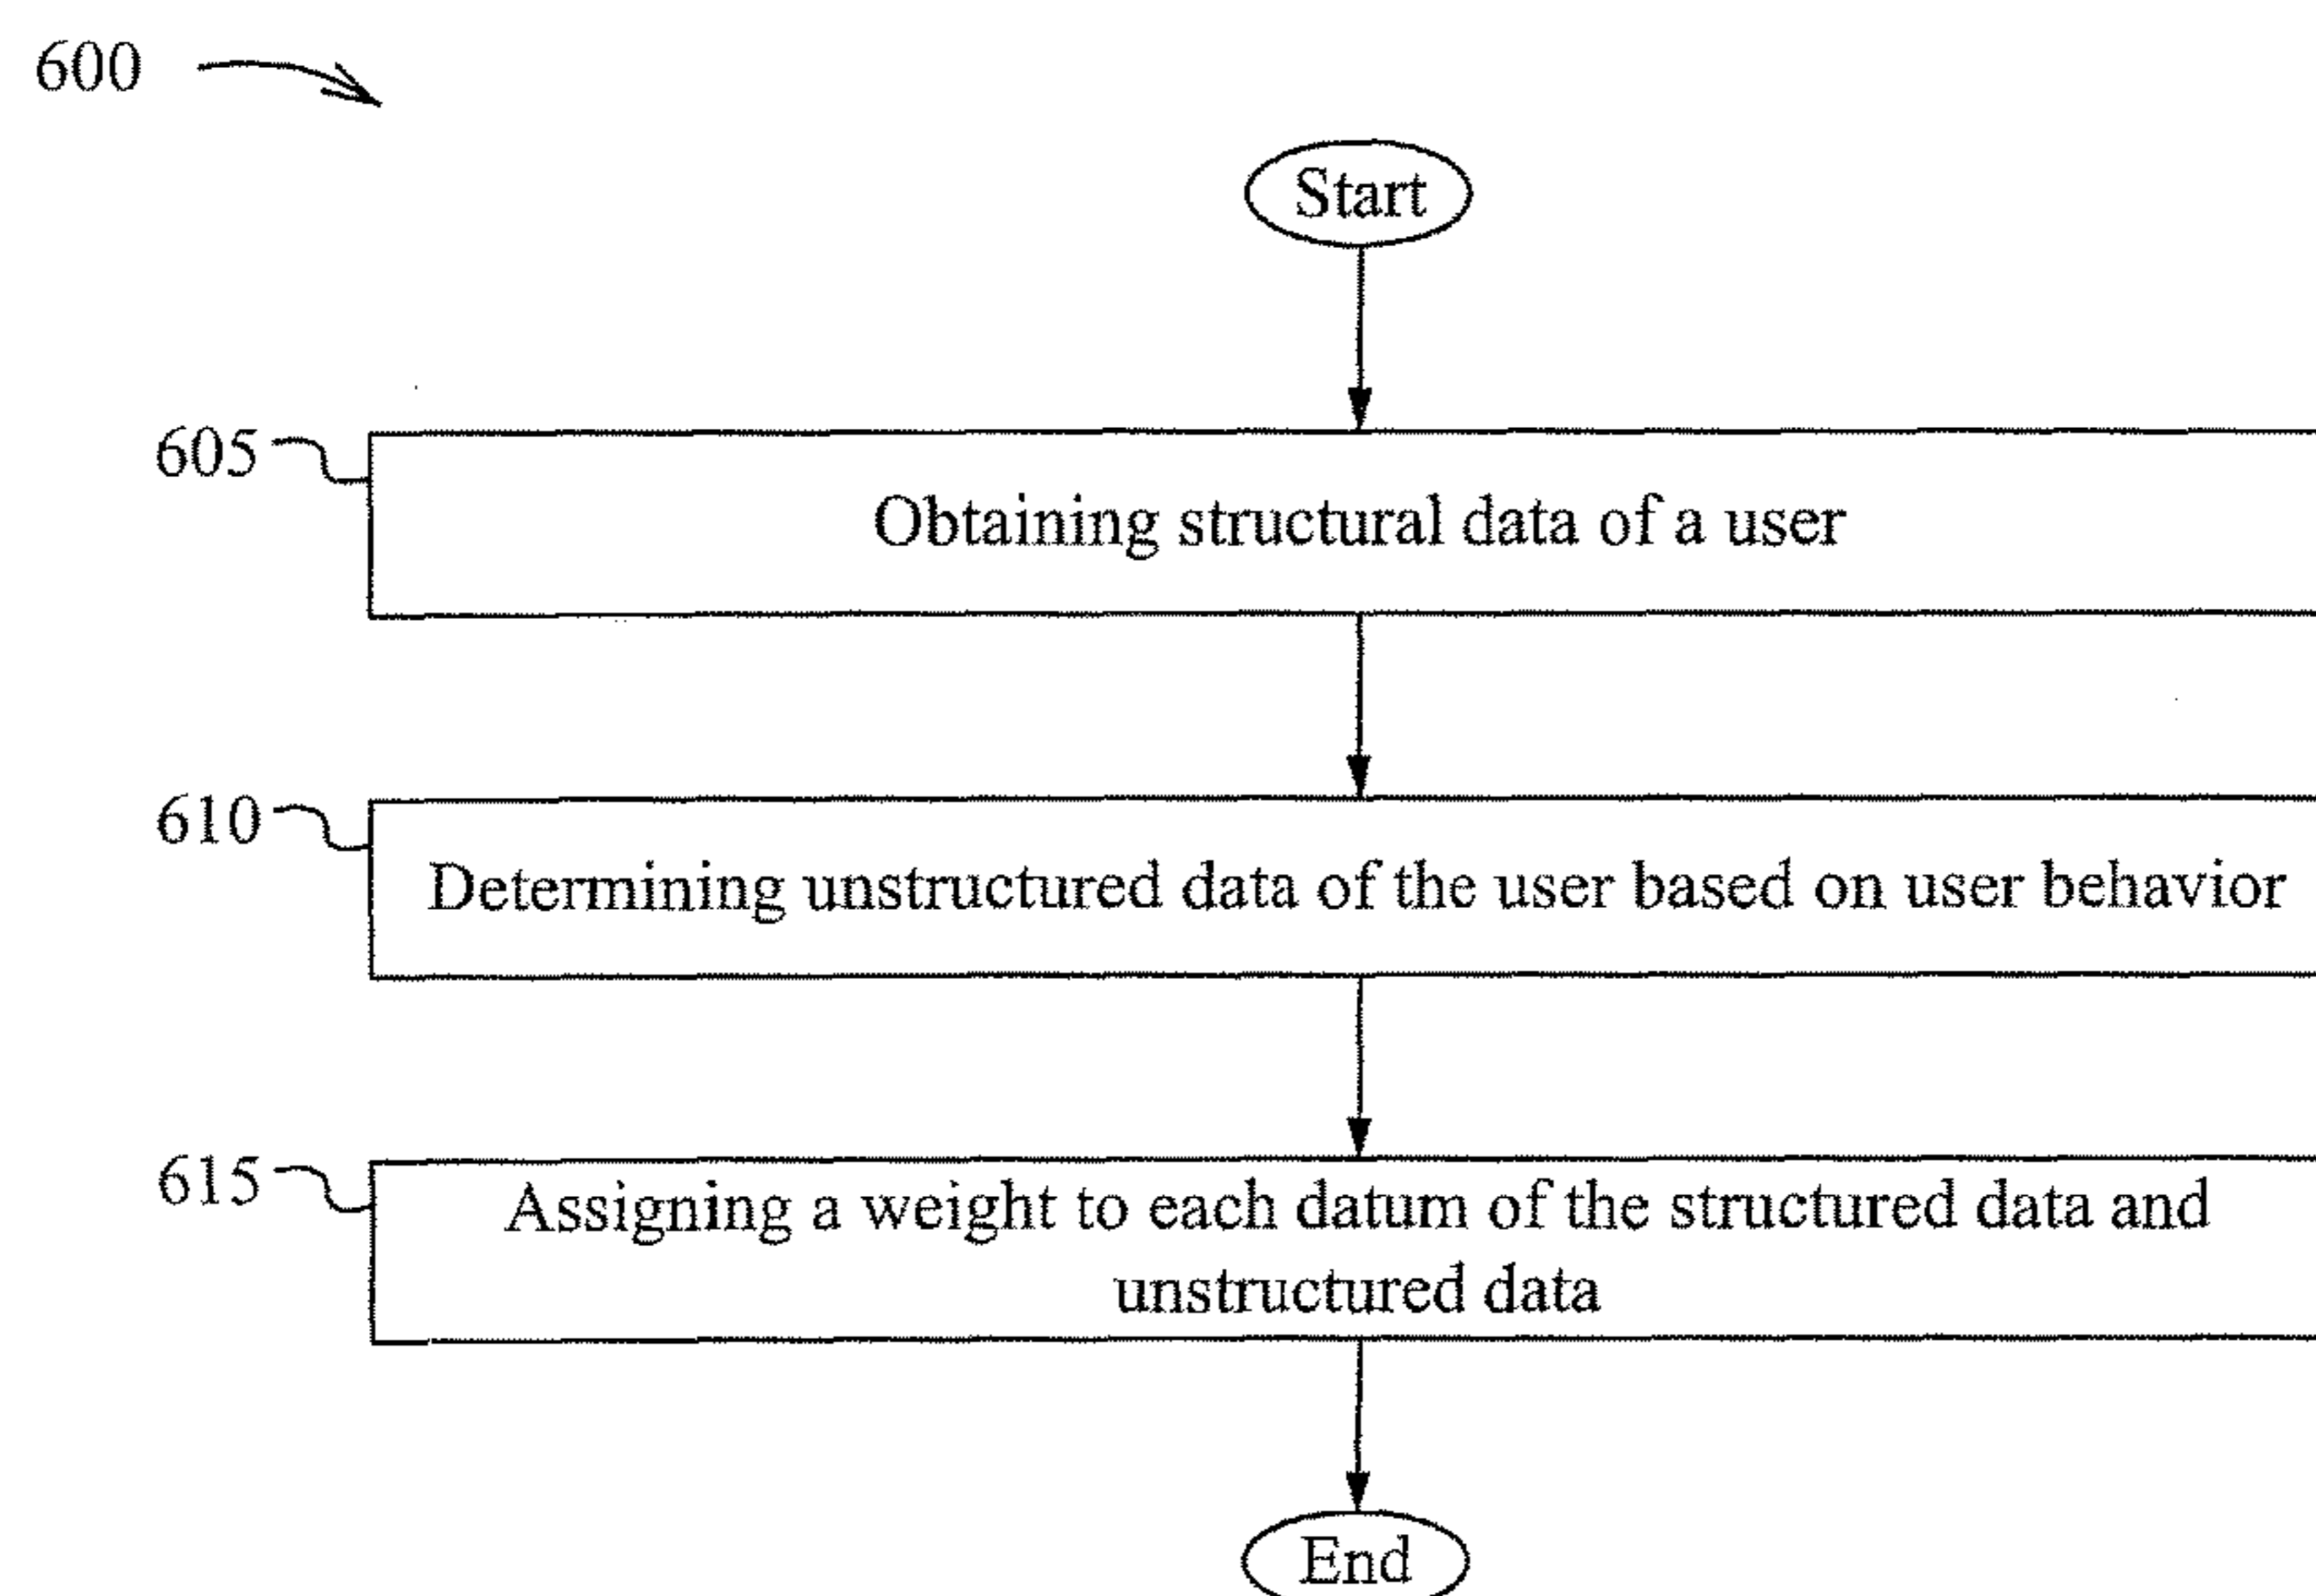 600
Start
605
Obtaining structural data of a user
610
Determining unstructured data of the user based on user behavior
615
Assigning a weight to each datum of the structured data and
unstructured data
End